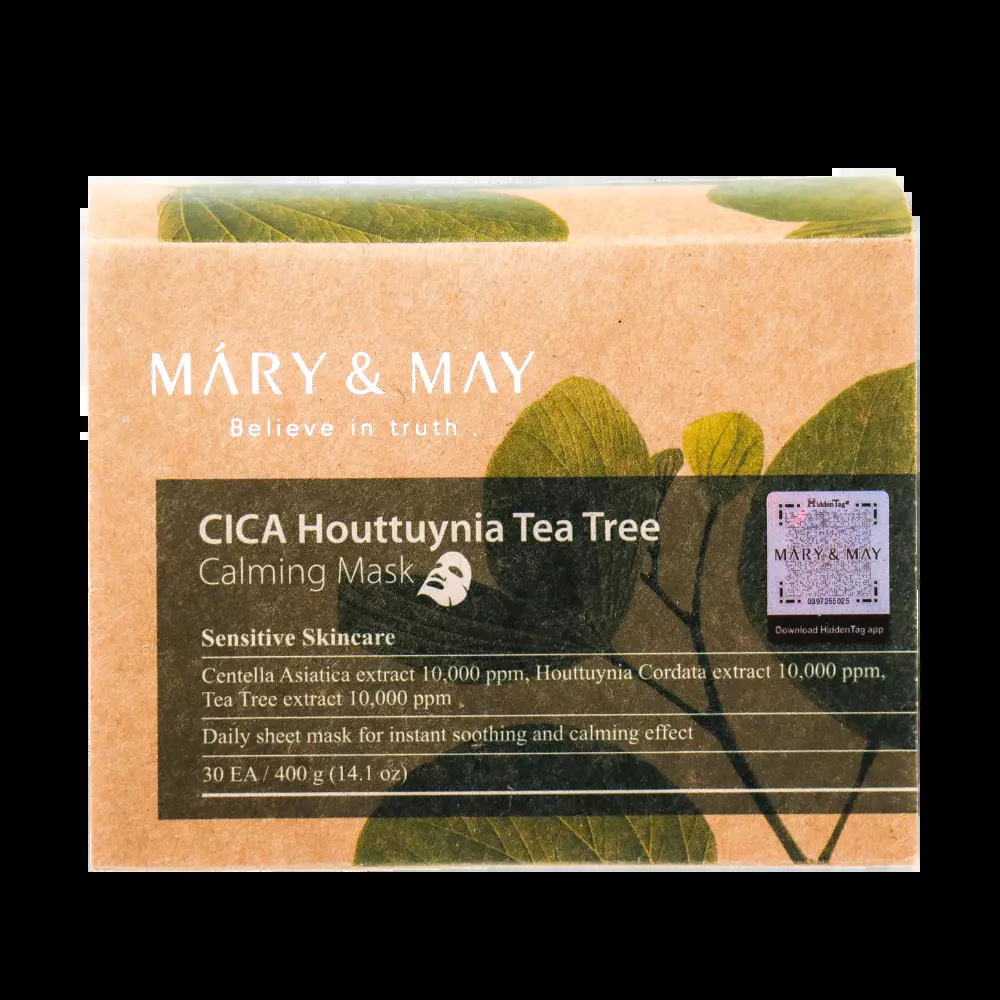 MÁRY & MAY
Believe in truth .
CICA Houttuynia Tea Tree
Calming Mask
HiddenTag®
MÁRY & MAY
0397255025
Download HiddenTag app
Sensitive Skincare
Centella Asiatica extract 10,000 ppm, Houttuynia Cordata extract 10,000 ppm,
Tea Tree extract 10,000 ppm
Daily sheet mask for instant soothing and calming effect
30 EA / 400 g (14.1 oz)